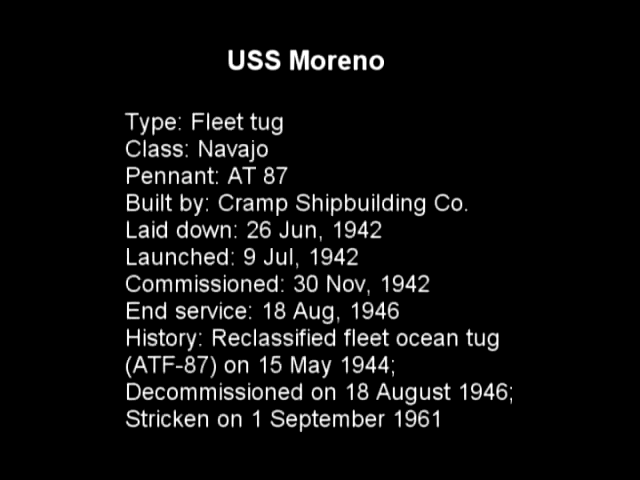 USS Moreno
Type: Fleet tug
Class: Navajo
Pennant: AT 87
Built by: Cramp Shipbuilding Co.
Laid down: 26 Jun, 1942
Launched: 9 Jul, 1942
Commissioned: 30 Nov, 1942
End service: 18 Aug, 1946
History: Reclassified fleet ocean tug
(ATF-87) on 15 May 1944;
Decommissioned on 18 August 1946;
Stricken on 1 September 1961